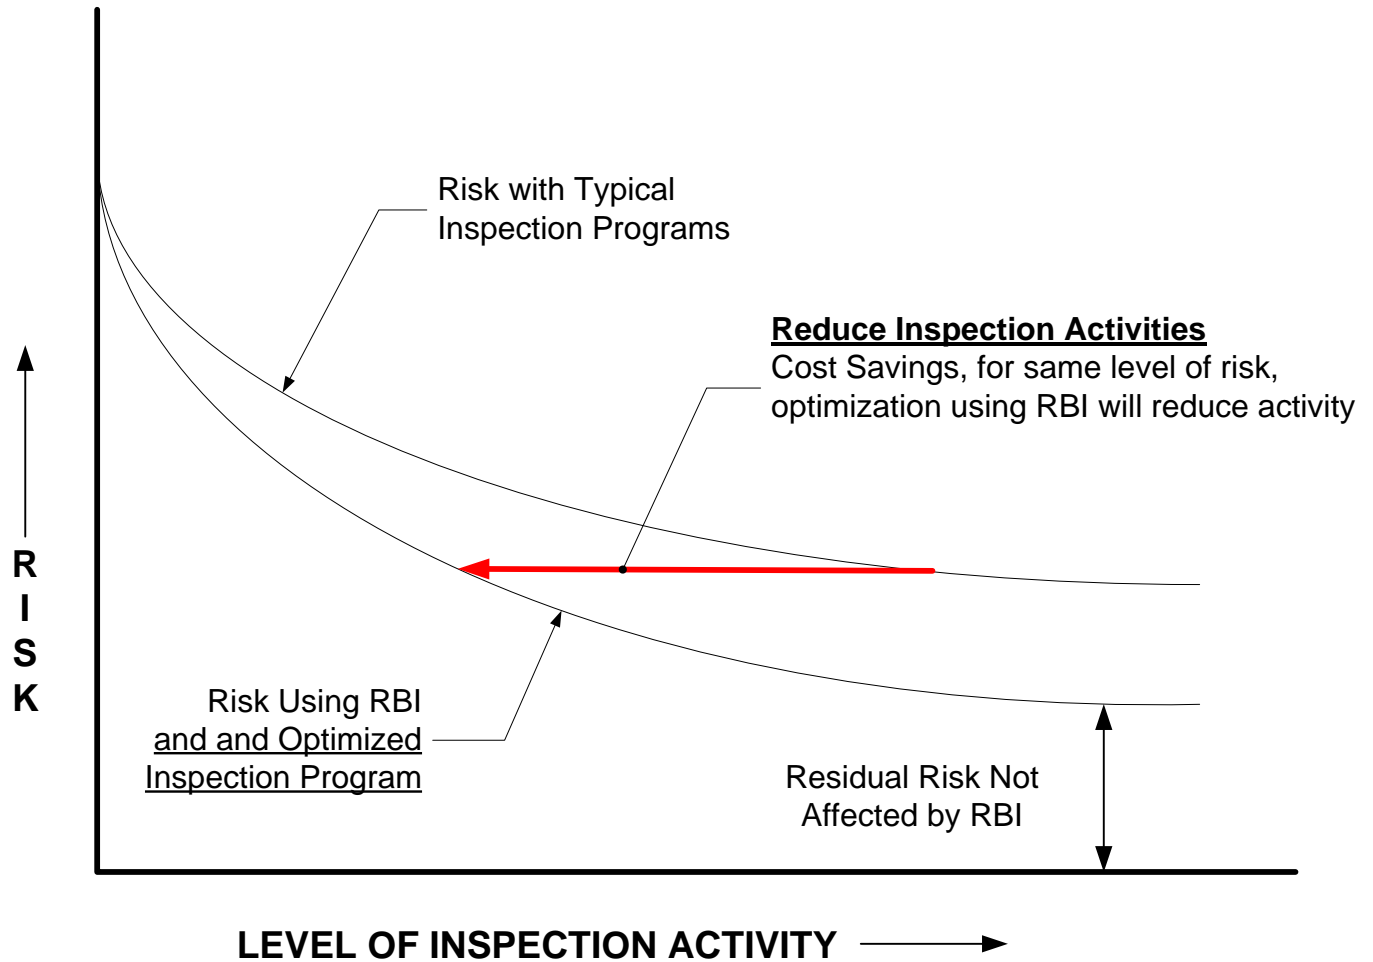 Risk with Typical
Inspection Programs
Reduce Inspection Activities
Cost Savings, for same level of risk,
optimization using RBI will reduce activity
R
I
S
K
Risk Using RBI
and and Optimized
Inspection Program
Residual Risk Not
Affected by RBI
LEVEL OF INSPECTION ACTIVITY